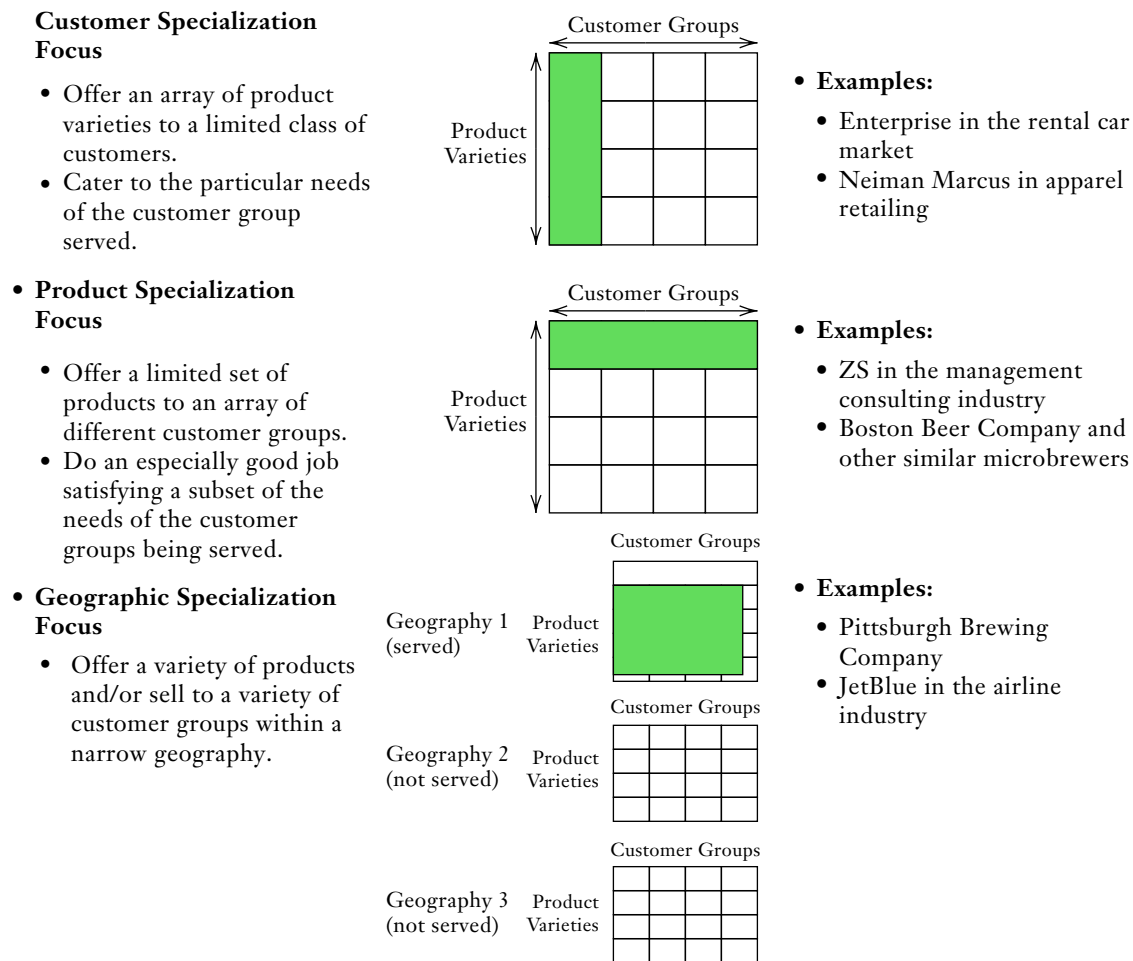 Customer Specialization
Focus
• Offer an array of product
varieties to a limited class of
customers.
• Cater to the particular needs
of the customer group
served.
Customer Groups
Product
Varieties
• Examples:
• Enterprise in the rental car
market
• Neiman Marcus in apparel
retailing
• Product Specialization
Focus
• Offer a limited set of
products to an array of
different customer groups.
• Do an especially good job
satisfying a subset of the
needs of the customer
groups being served.
Customer Groups
Product
Varieties
• Examples:
• ZS in the management
consulting industry
• Boston Beer Company and
other similar microbrewers
• Geographic Specialization
Focus
• Offer a variety of products
and/or sell to a variety of
customer groups within a
narrow geography.
Customer Groups
Geography 1
(served)
Product
Varieties
Customer Groups
Geography 2
(not served)
Product
Varieties
Customer Groups
Geography 3
(not served)
Product
Varieties
• Examples:
• Pittsburgh Brewing
Company
• JetBlue in the airline
industry